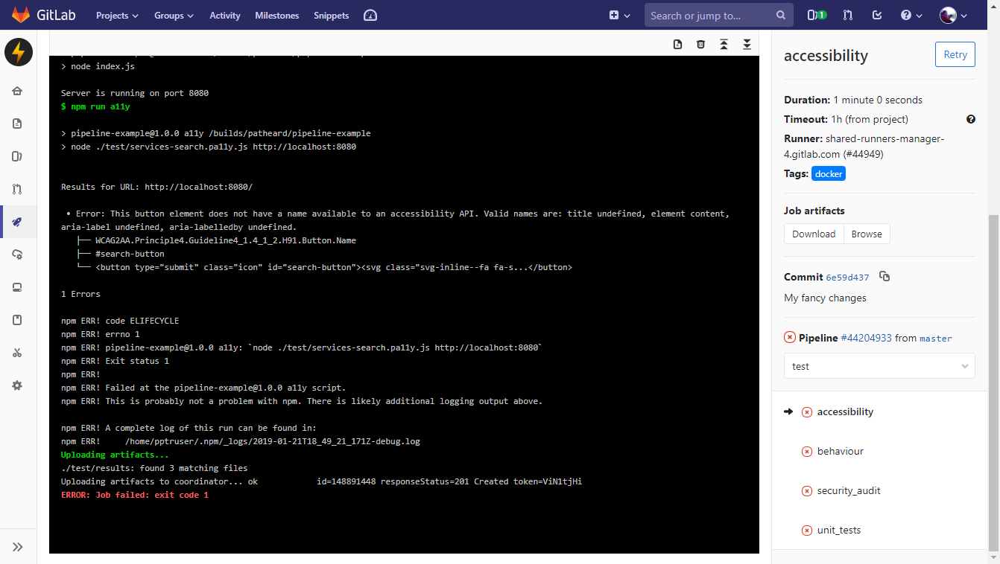 GitLab Projects Groups Activity Milestones Snippets Search or jump to... 1
> node index.js
Server is running on port 8080
$ npm run a11y
> pipeline-example@1.0.0 a11y /builds/patheard/pipeline-example
> node ./test/services-search.pa11y.js http://localhost:8080
Results for URL: http://localhost:8080/
• Error: This button element does not have a name available to an accessibility API. Valid names are: title undefined, element content,
aria-label undefined, aria-labelledby undefined.
├── WCAG2AA.Principle4.Guideline4_1.4_1_2.H91.Button.Name
├── #search-button
└── <button type="submit" class="icon" id="search-button"><svg class="svg-inline--fa fa-s...</button>
1 Errors
npm ERR! code ELIFECYCLE
npm ERR! errno 1
npm ERR! pipeline-example@1.0.0 a11y: `node ./test/services-search.pa11y.js http://localhost:8080`
npm ERR! Exit status 1
npm ERR!
npm ERR! Failed at the pipeline-example@1.0.0 a11y script.
npm ERR! This is probably not a problem with npm. There is likely additional logging output above.
npm ERR! A complete log of this run can be found in:
npm ERR!     /home/pptruser/.npm/_logs/2019-01-21T18_49_21_171Z-debug.log
Uploading artifacts...
./test/results: found 3 matching files
Uploading artifacts to coordinator... ok            id=148891448 responseStatus=201 Created token=ViN1tjHi
ERROR: Job failed: exit code 1
accessibility
Retry
Duration: 1 minute 0 seconds
Timeout: 1h (from project)
Runner: shared-runners-manager-
4.gitlab.com (#44949)
Tags: docker
Job artifacts
Download Browse
Commit 6e59d437
My fancy changes
Pipeline #44204933 from master
test
accessibility
behaviour
security_audit
unit_tests